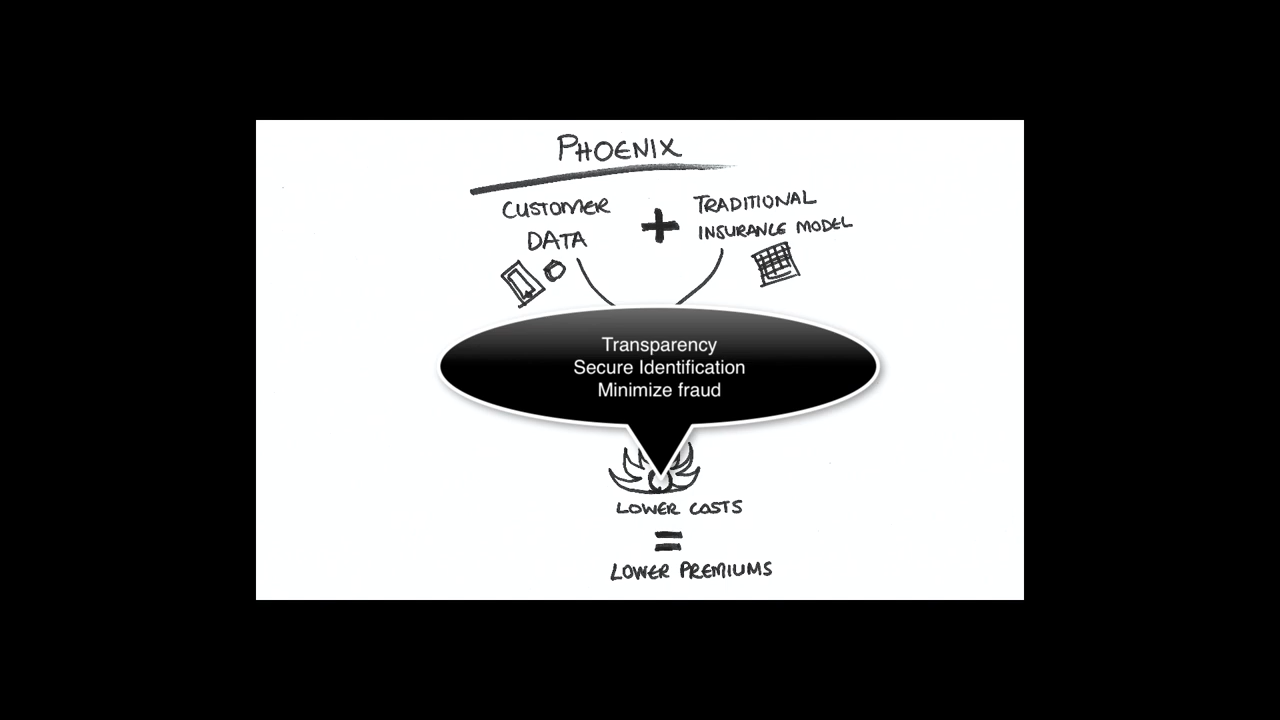 PHOENIX
CUSTOMER
DATA
+
TRADITIONAL
INSURANCE MODEL
Transparency
Secure Identification
Minimize fraud
LOWER COSTS
=
LOWER PREMIUMS